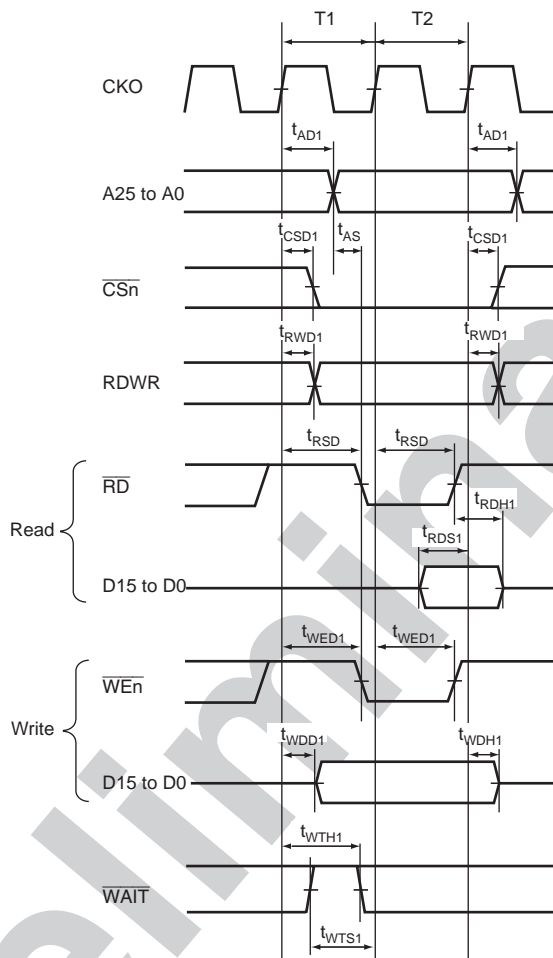 T1 T2
CKO
tAD1 tAD1
A25 to A0
tCSD1 tAS tCSD1
CSn
tRWD1 tRWD1
RDWR
tRSD tRSD
RD
tRDH1
Read
tRDS1
D15 to D0
tWED1 tWED1
WEn
Write
tWDD1 tWDH1
D15 to D0
tWTH1
WAIT
tWTS1
elimina